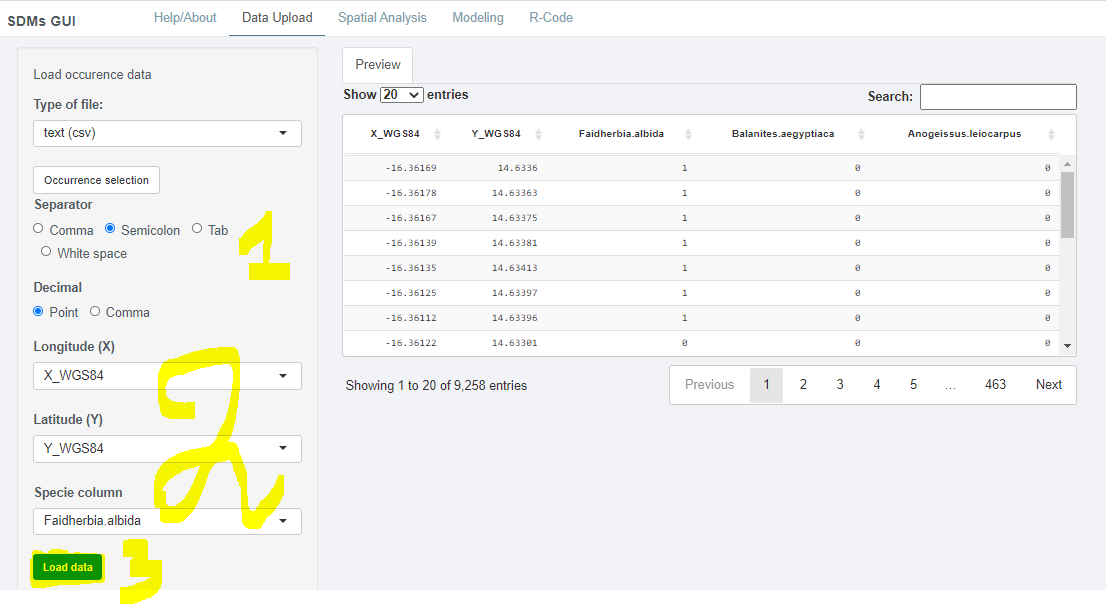 SDMs GUI Help/About Data Upload Spatial Analysis Modeling R-Code
Load occurence data
Type of file:
text (csv)
Occurrence selection
Separator
Comma Semicolon Tab
White space
1
Decimal
Point Comma
Longitude (X)
X_WGS84
Latitude (Y)
Y_WGS84
2
Specie column
Faidherbia.albida
Load data
3
Preview
Show 20 entries Search:
X_WGS84 Y_WGS84 Faidherbia.albida Balanites.aegyptiaca Anogeissus.leiocarpus
-16.36169 14.6336 1 0 0
-16.36178 14.63363 1 0 0
-16.36167 14.63375 1 0 0
-16.36139 14.63381 1 0 0
-16.36135 14.63413 1 0 0
-16.36125 14.63397 1 0 0
-16.36112 14.63396 1 0 0
-16.36122 14.63301 0 0 0
Showing 1 to 20 of 9,258 entries Previous 1 2 3 4 5 … 463 Next